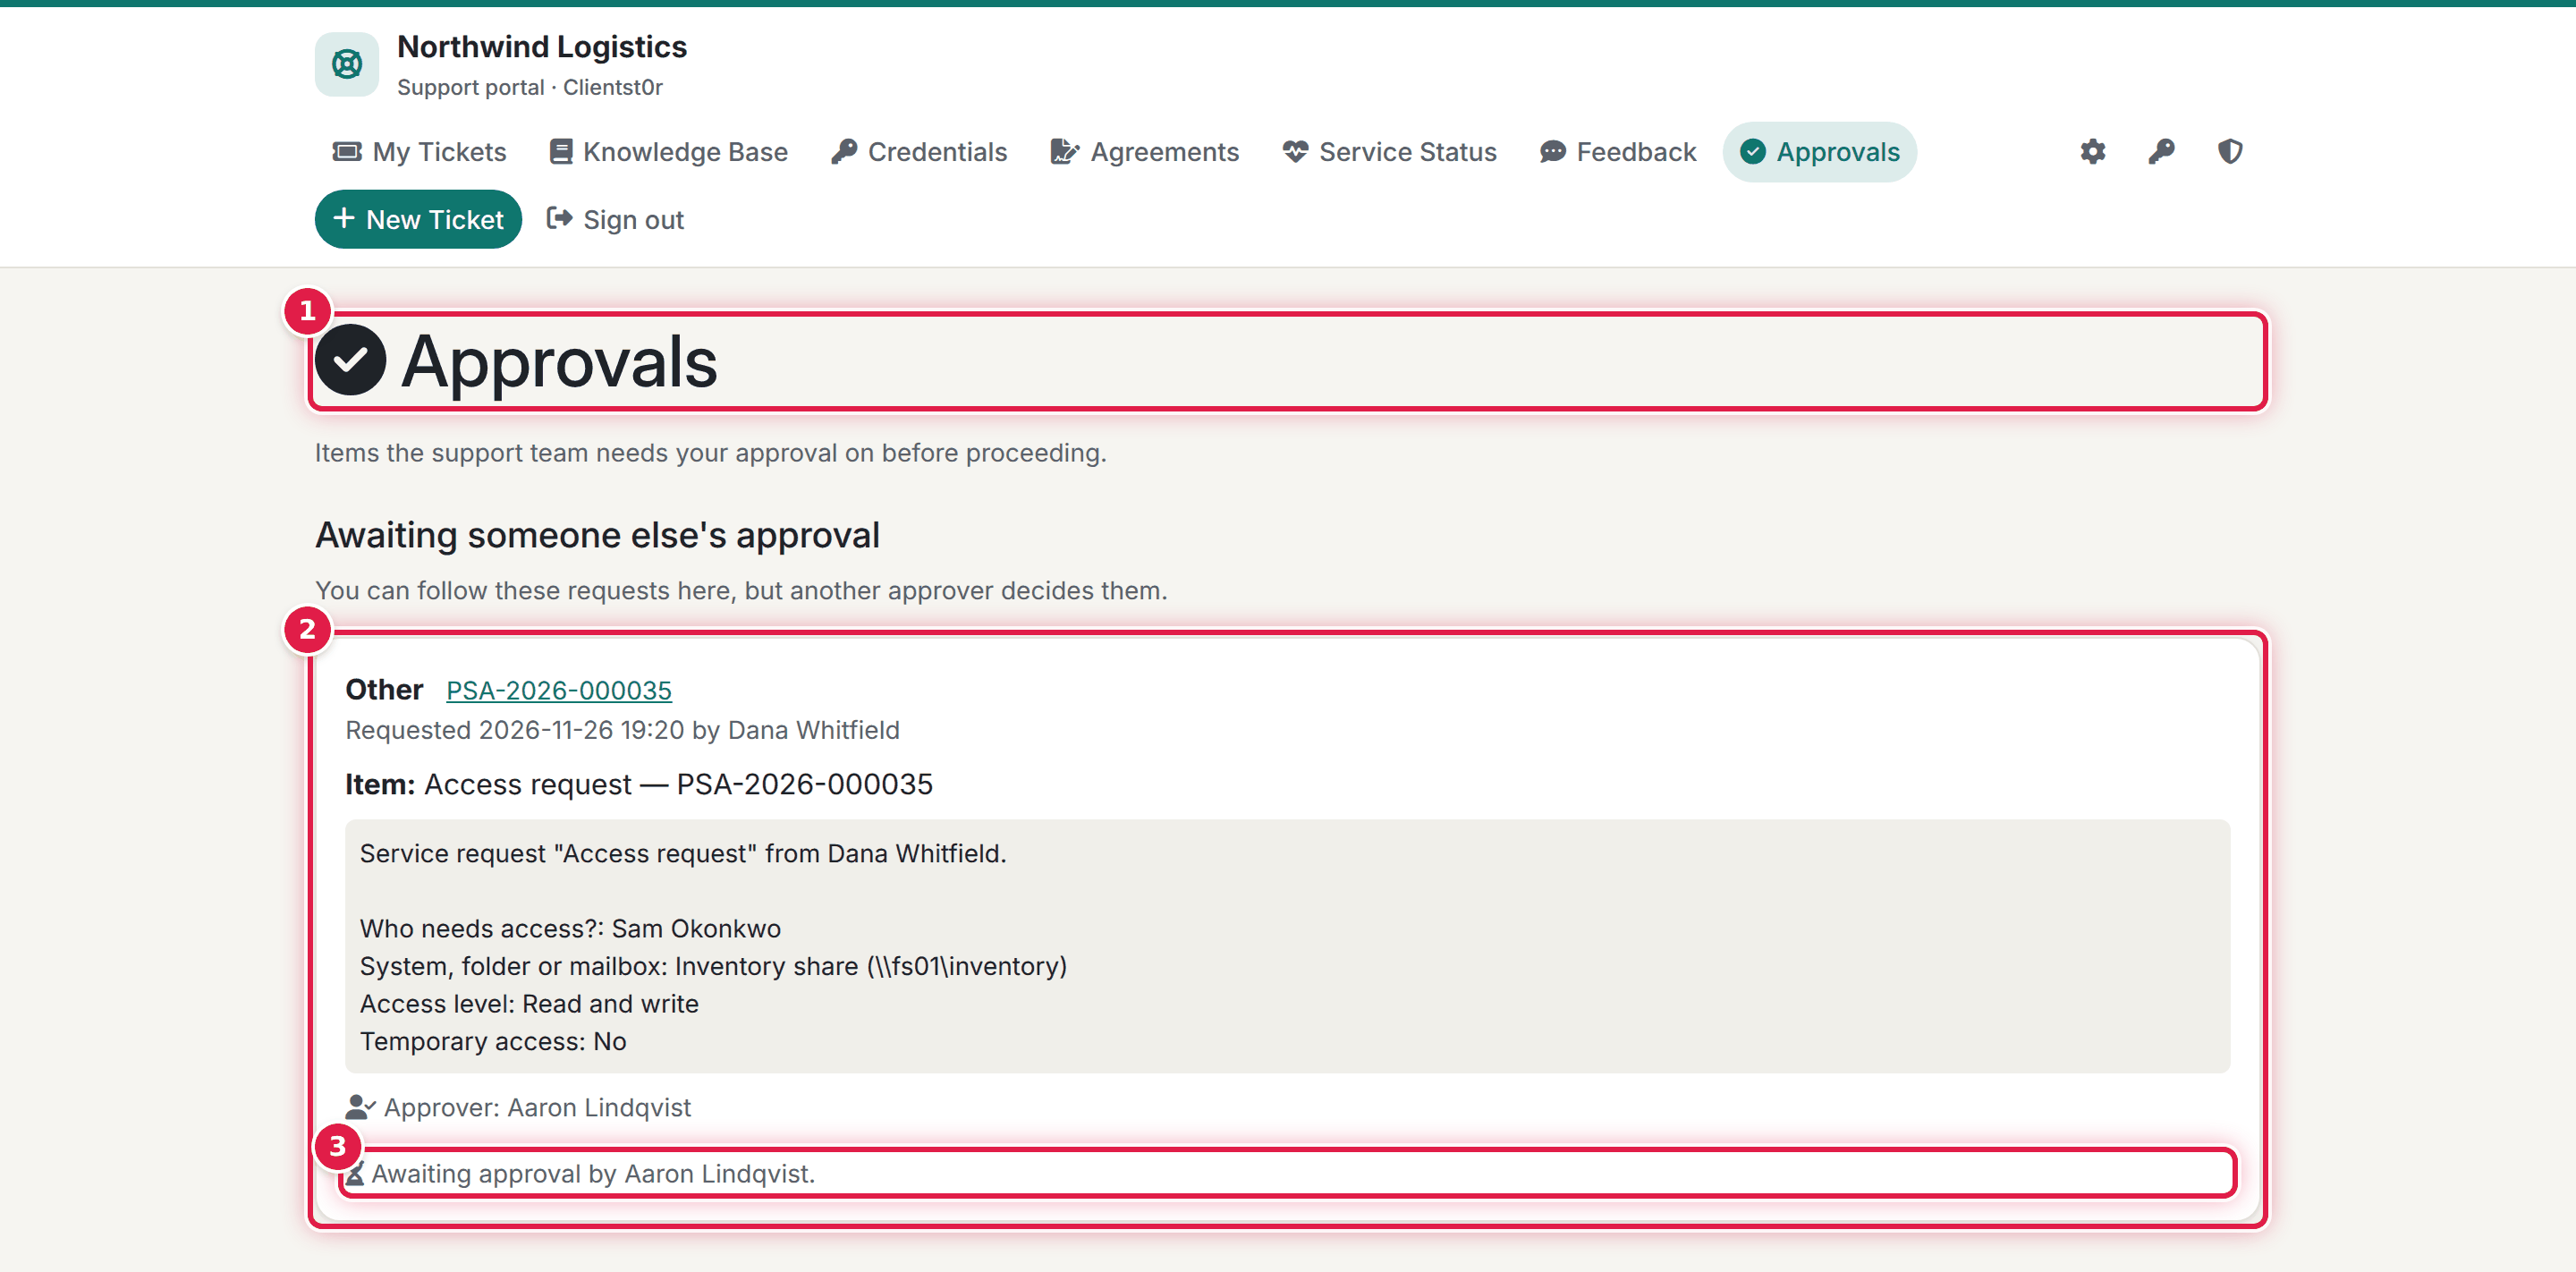 Northwind Logistics
Support portal · Clientst0r
My Tickets Knowledge Base Credentials Agreements Service Status Feedback Approvals
+ New Ticket Sign out
1
Approvals
Items the support team needs your approval on before proceeding.
Awaiting someone else's approval
You can follow these requests here, but another approver decides them.
2
Other PSA-2026-000035
Requested 2026-11-26 19:20 by Dana Whitfield
Item: Access request — PSA-2026-000035
Service request "Access request" from Dana Whitfield.
Who needs access?: Sam Okonkwo
System, folder or mailbox: Inventory share (\\fs01\inventory)
Access level: Read and write
Temporary access: No
Approver: Aaron Lindqvist
3
Awaiting approval by Aaron Lindqvist.